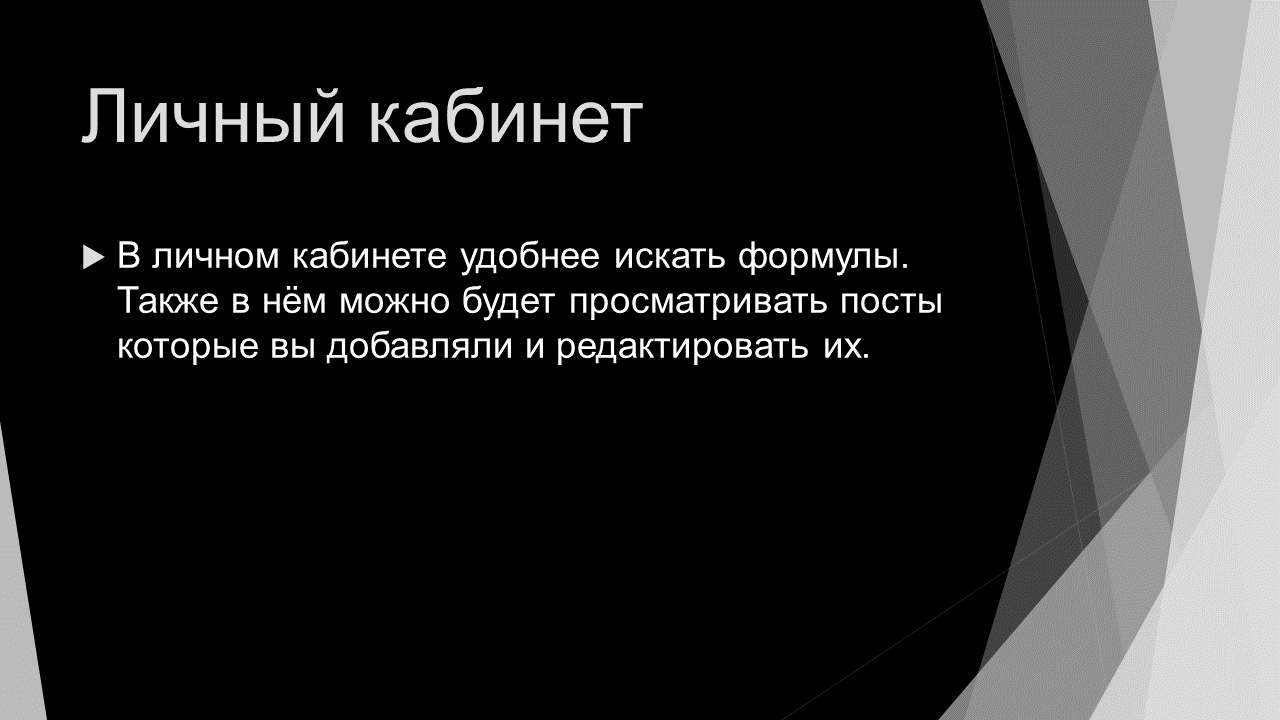 Личный кабинет
В личном кабинете удобнее искать формулы.
Также в нём можно будет просматривать посты
которые вы добавляли и редактировать их.